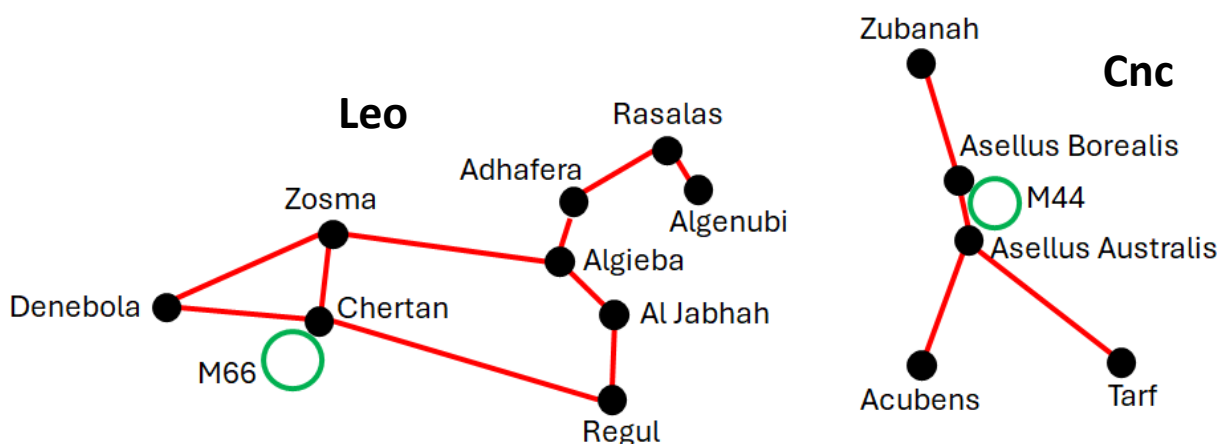 Zubanah
Cnc
Leo
Rasalas
Asellus Borealis
Adhafera
Zosma
M44
Algenubi
Asellus Australis
Algieba
Denebola
Chertan
Al Jabhah
M66
Tarf
Acubens
Regul